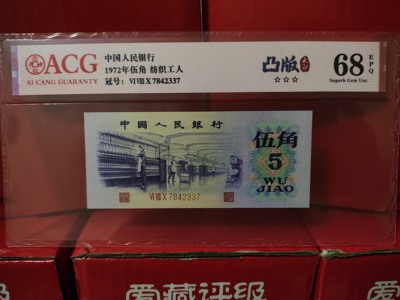 ACG
AI CANG GUARANTY
中国人民银行
1972年伍角 纺织工人
冠号: VI VIII X 7842337
凸版
68
EPQ
Superb Gem Unc
中国人民银行
伍角
5
WU
JIAO
VI VIII X 7842337
爱藏评级